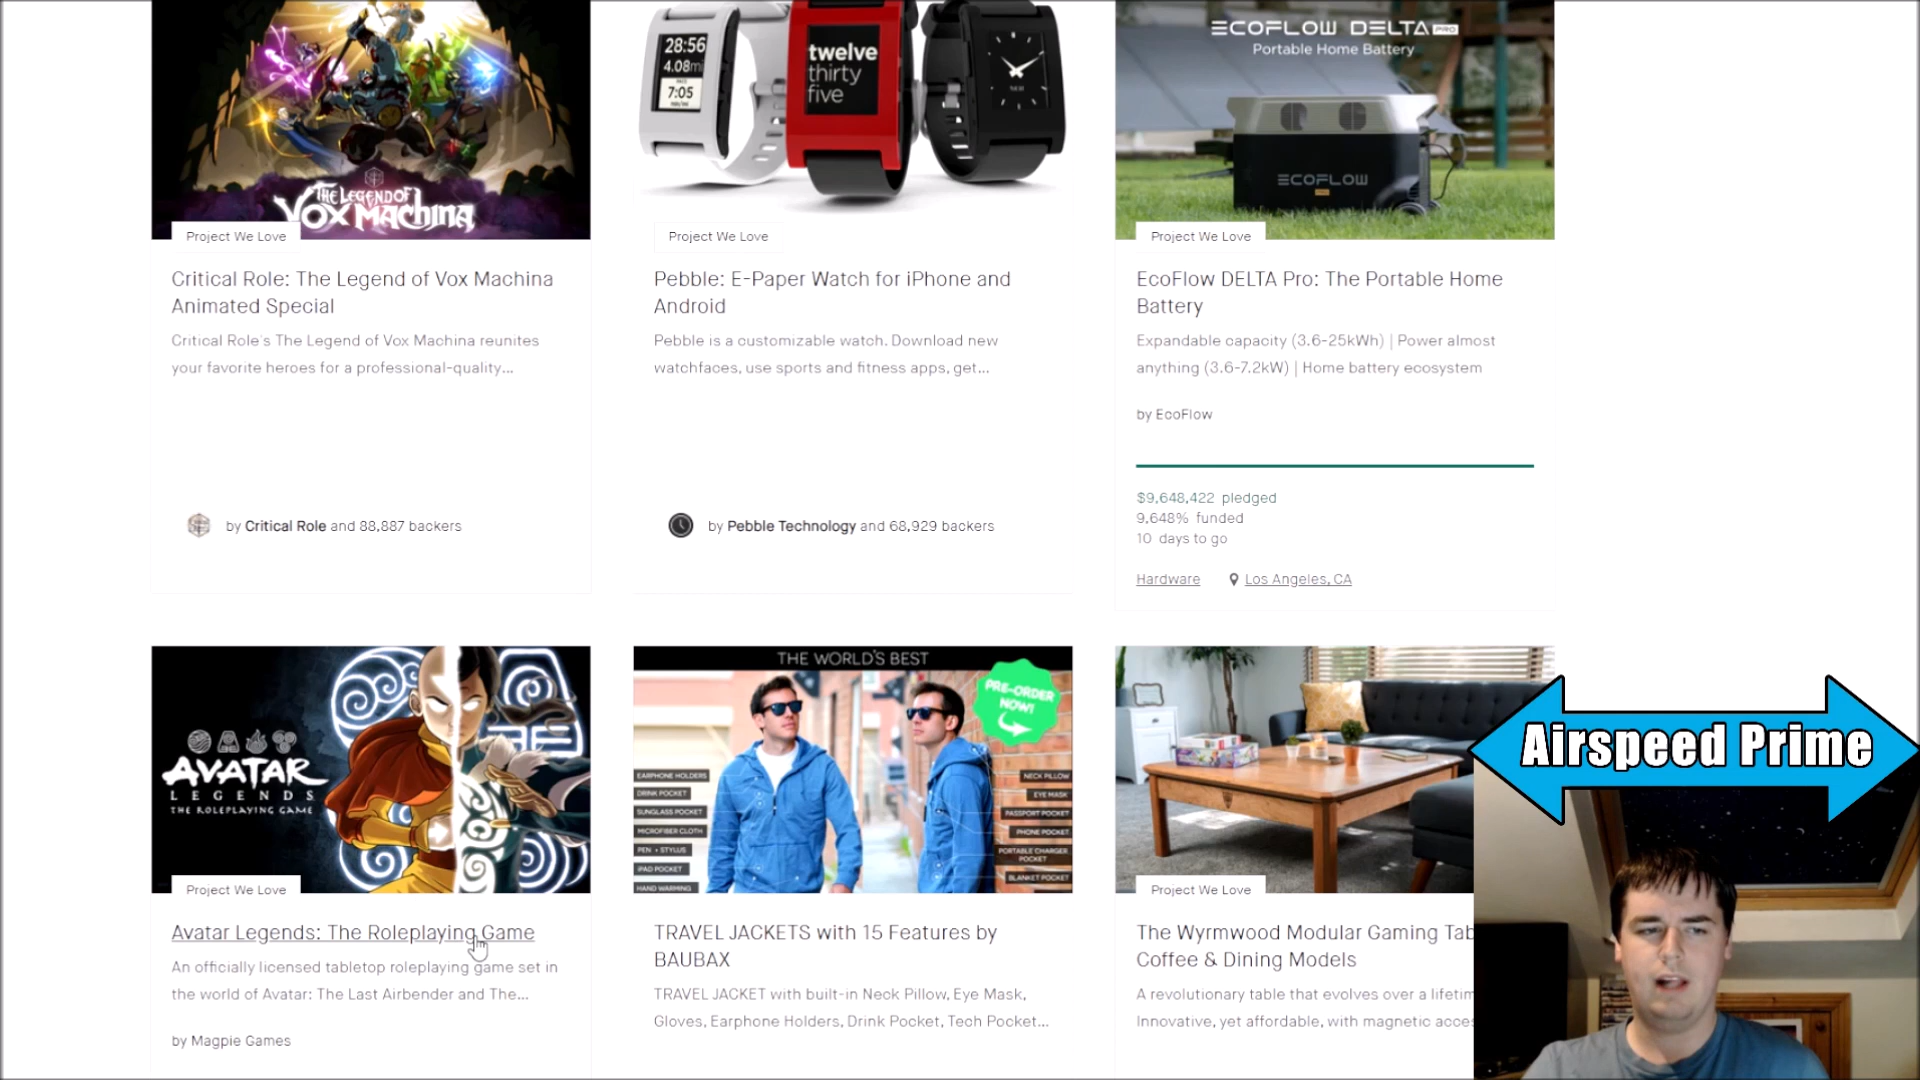 THE LEGEND OF
VOX MACHINA
Project We Love
Critical Role: The Legend of Vox Machina
Animated Special
Critical Role's The Legend of Vox Machina reunites
your favorite heroes for a professional-quality...
by Critical Role and 88,887 backers
28:56
4.08mi
PACE
7:05
min/mi
twelve
thirty
five
Project We Love
Pebble: E-Paper Watch for iPhone and
Android
Pebble is a customizable watch. Download new
watchfaces, use sports and fitness apps, get...
by Pebble Technology and 68,929 backers
ECOFLOW DELTA PRO
Portable Home Battery
ECOFLOW
Project We Love
EcoFlow DELTA Pro: The Portable Home
Battery
Expandable capacity (3.6-25kWh) | Power almost
anything (3.6-7.2kW) | Home battery ecosystem
by EcoFlow
$9,648,422 pledged
9,648% funded
10 days to go
Hardware
Los Angeles, CA
AVATAR
LEGENDS
THE ROLEPLAYING GAME
Project We Love
Avatar Legends: The Roleplaying Game
An officially licensed tabletop roleplaying game set in
the world of Avatar: The Last Airbender and The...
by Magpie Games
THE WORLD'S BEST
PRE-ORDER
NOW!
EARPHONE HOLDERS
DRINK POCKET
SUNGLASS POCKET
MICROFIBER CLOTH
PEN + STYLUS
IPAD POCKET
HAND WARMING
NECK PILLOW
EYE MASK
PASSPORT POCKET
PHONE POCKET
PORTABLE CHARGER
POCKET
BLANKET POCKET
TRAVEL JACKETS with 15 Features by
BAUBAX
TRAVEL JACKET with built-in Neck Pillow, Eye Mask,
Gloves, Earphone Holders, Drink Pocket, Tech Pocket...
Project We Love
The Wyrmwood Modular Gaming Tab
Coffee & Dining Models
A revolutionary table that evolves over a lifetim
Innovative, yet affordable, with magnetic acce
Airspeed Prime